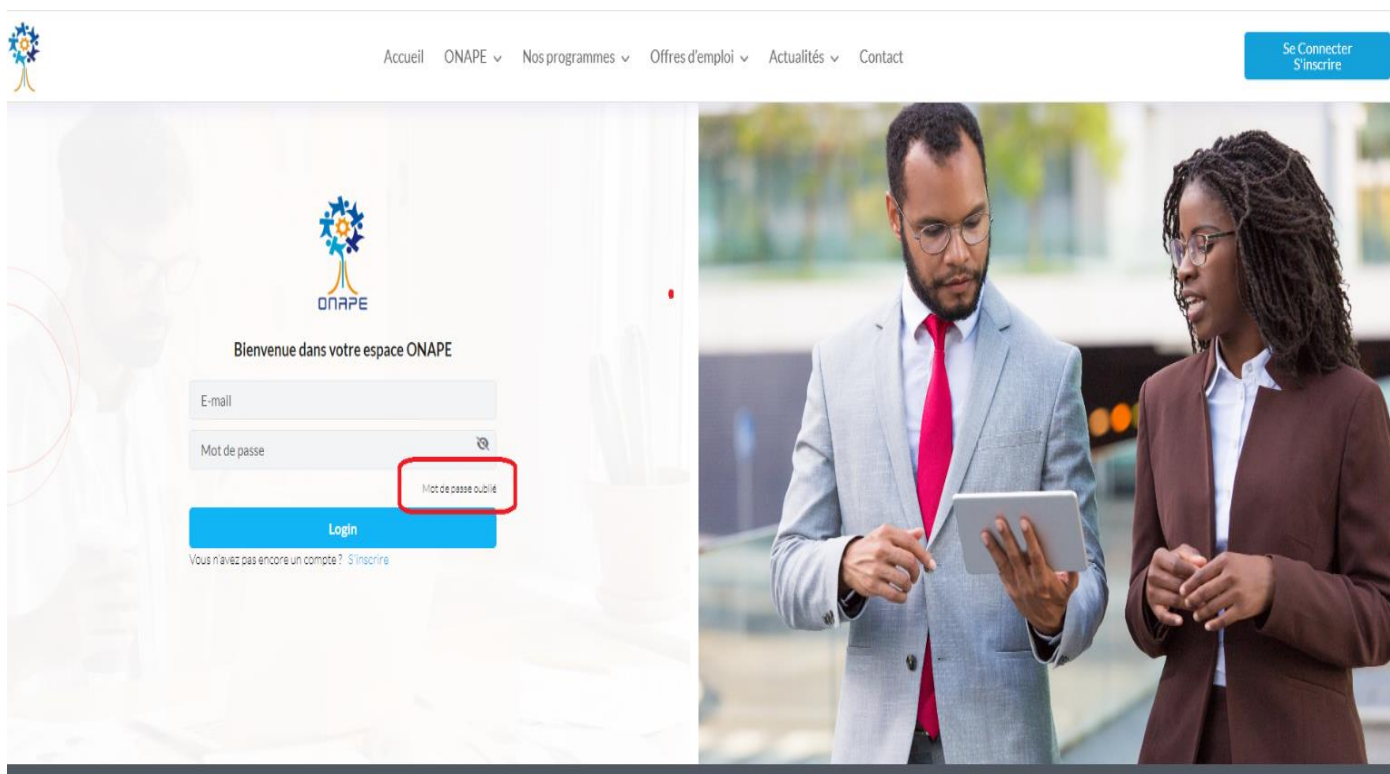 Accueil ONAPE Nos programmes Offres d'emploi Actualités Contact
Se Connecter
S'inscrire
ONAPE
Bienvenue dans votre espace ONAPE
E-mail
Mot de passe
Mot de passe oublié
Login
Vous n'avez pas encore un compte ? S'inscrire